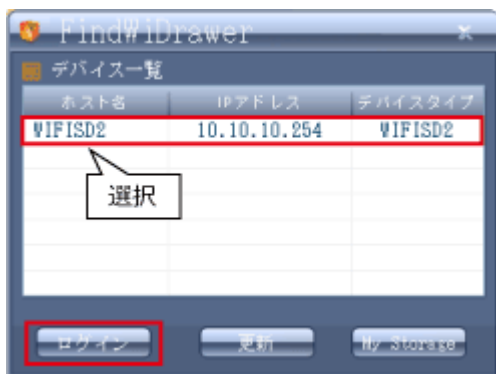 FindWiDrawer
デバイス一覧
ホスト名 IPアドレス デバイスタイプ
WIFISD2 10.10.10.254 WIFISD2
選択
ログイン 更新 My Storage